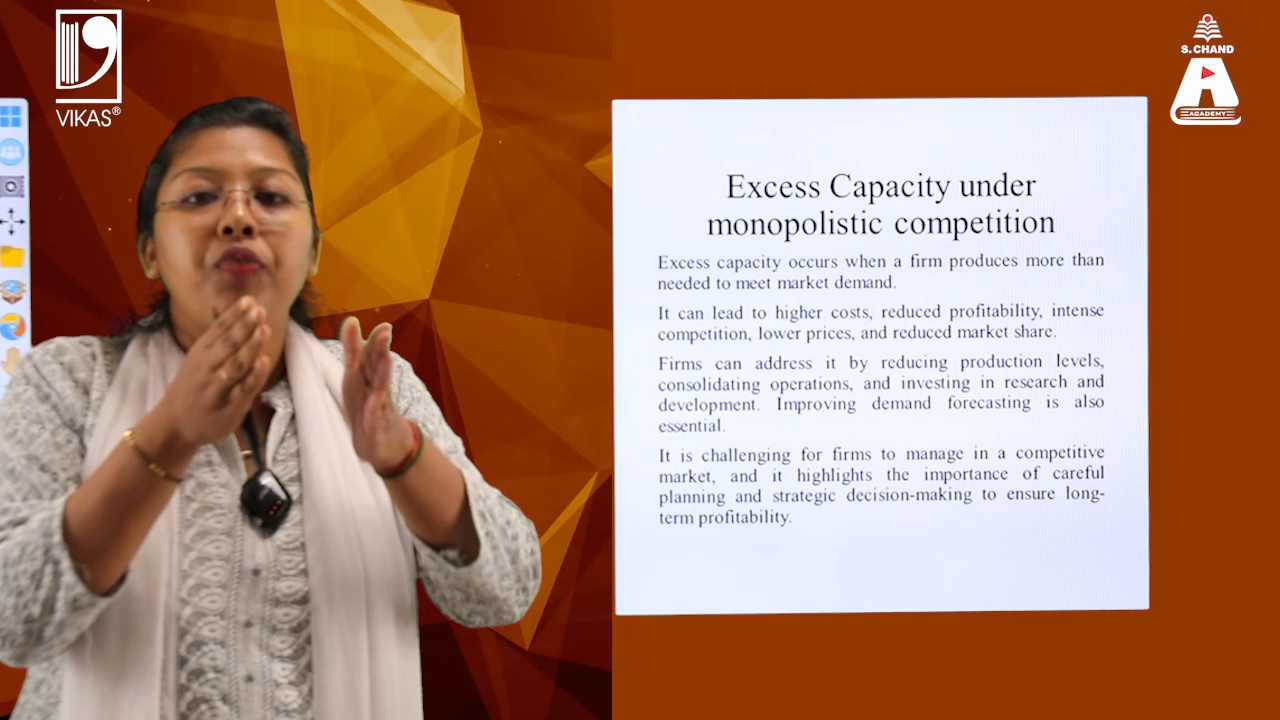 VIKAS®
S.CHAND
ACADEMY
Excess Capacity under
monopolistic competition
Excess capacity occurs when a firm produces more than
needed to meet market demand.
It can lead to higher costs, reduced profitability, intense
competition, lower prices, and reduced market share.
Firms can address it by reducing production levels,
consolidating operations, and investing in research and
development. Improving demand forecasting is also
essential.
It is challenging for firms to manage in a competitive
market, and it highlights the importance of careful
planning and strategic decision-making to ensure long-
term profitability.